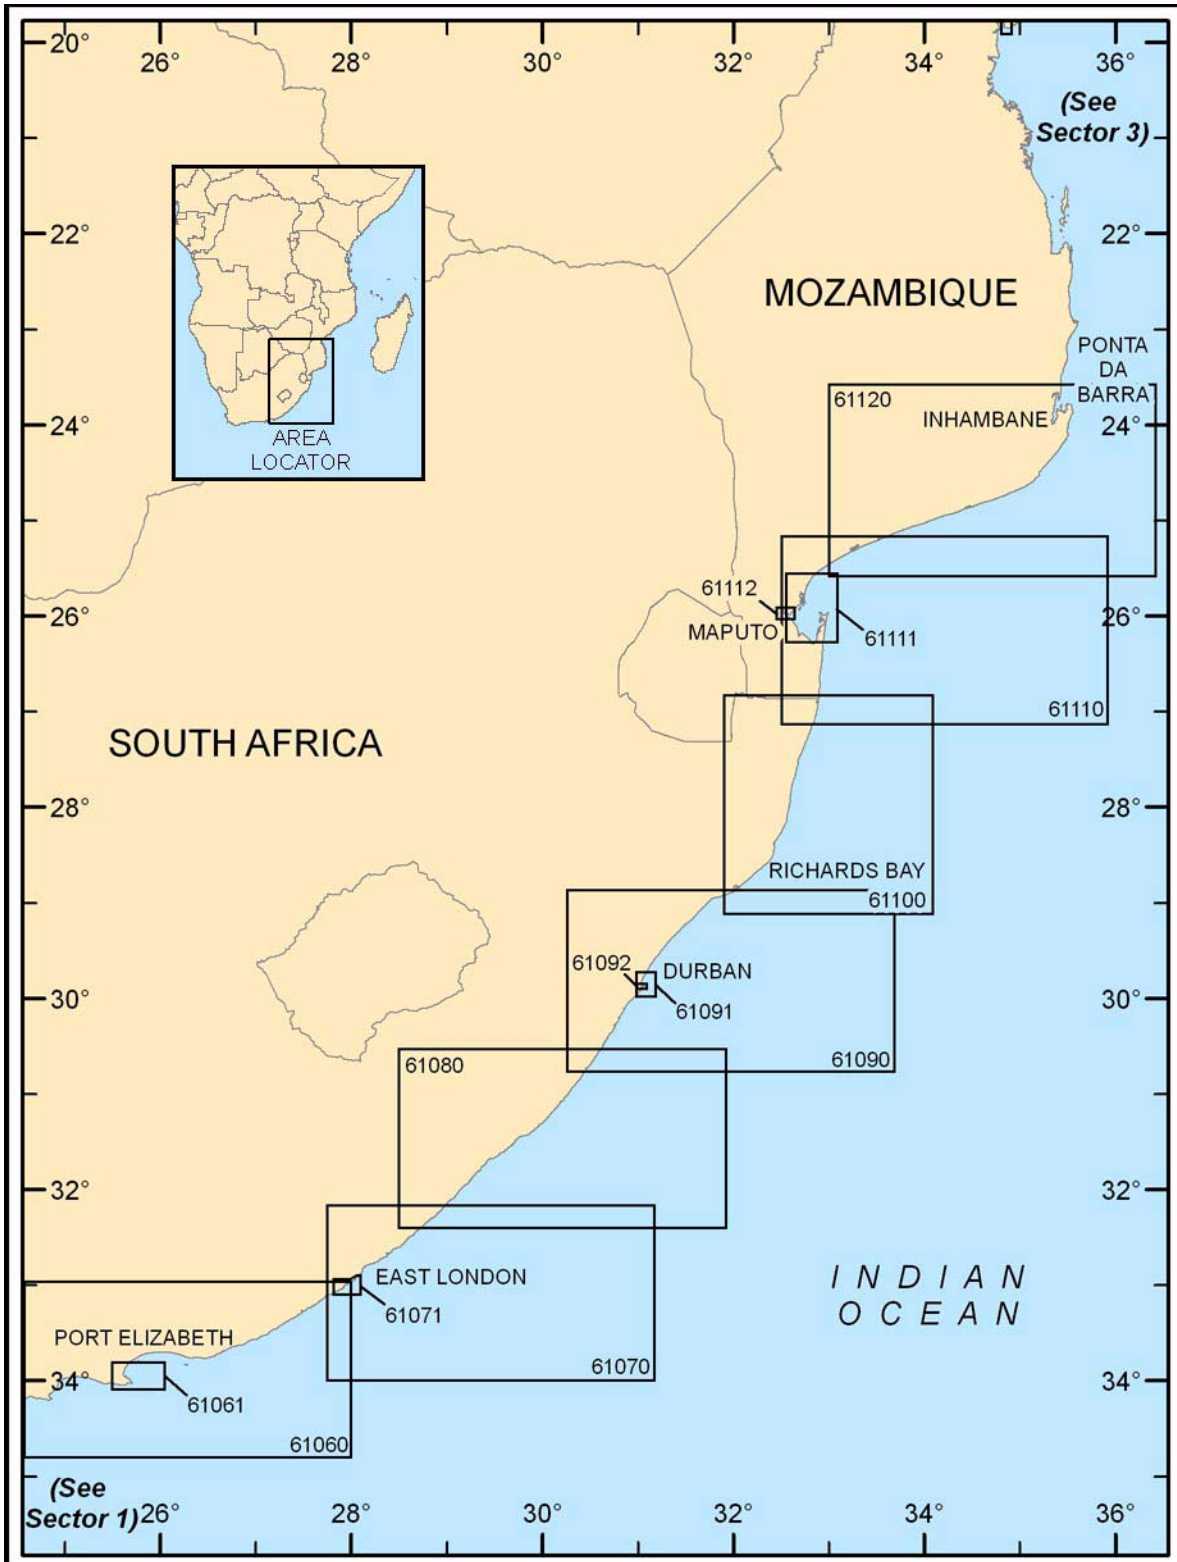 20°
26°
28°
30°
32°
34°
36°
(See
Sector 3)
22°
22°
MOZAMBIQUE
PONTA
DA
BARRA
61120
INHAMBANE
24°
24°
AREA
LOCATOR
61112
26°
26°
MAPUTO
61111
61110
SOUTH AFRICA
28°
28°
RICHARDS BAY
61100
61092
DURBAN
30°
61091
30°
61080
61090
32°
32°
EAST LONDON
61071
INDIAN
OCEAN
PORT ELIZABETH
61070
34°
61061
34°
61060
(See
Sector 1)
26°
28°
30°
32°
34°
36°